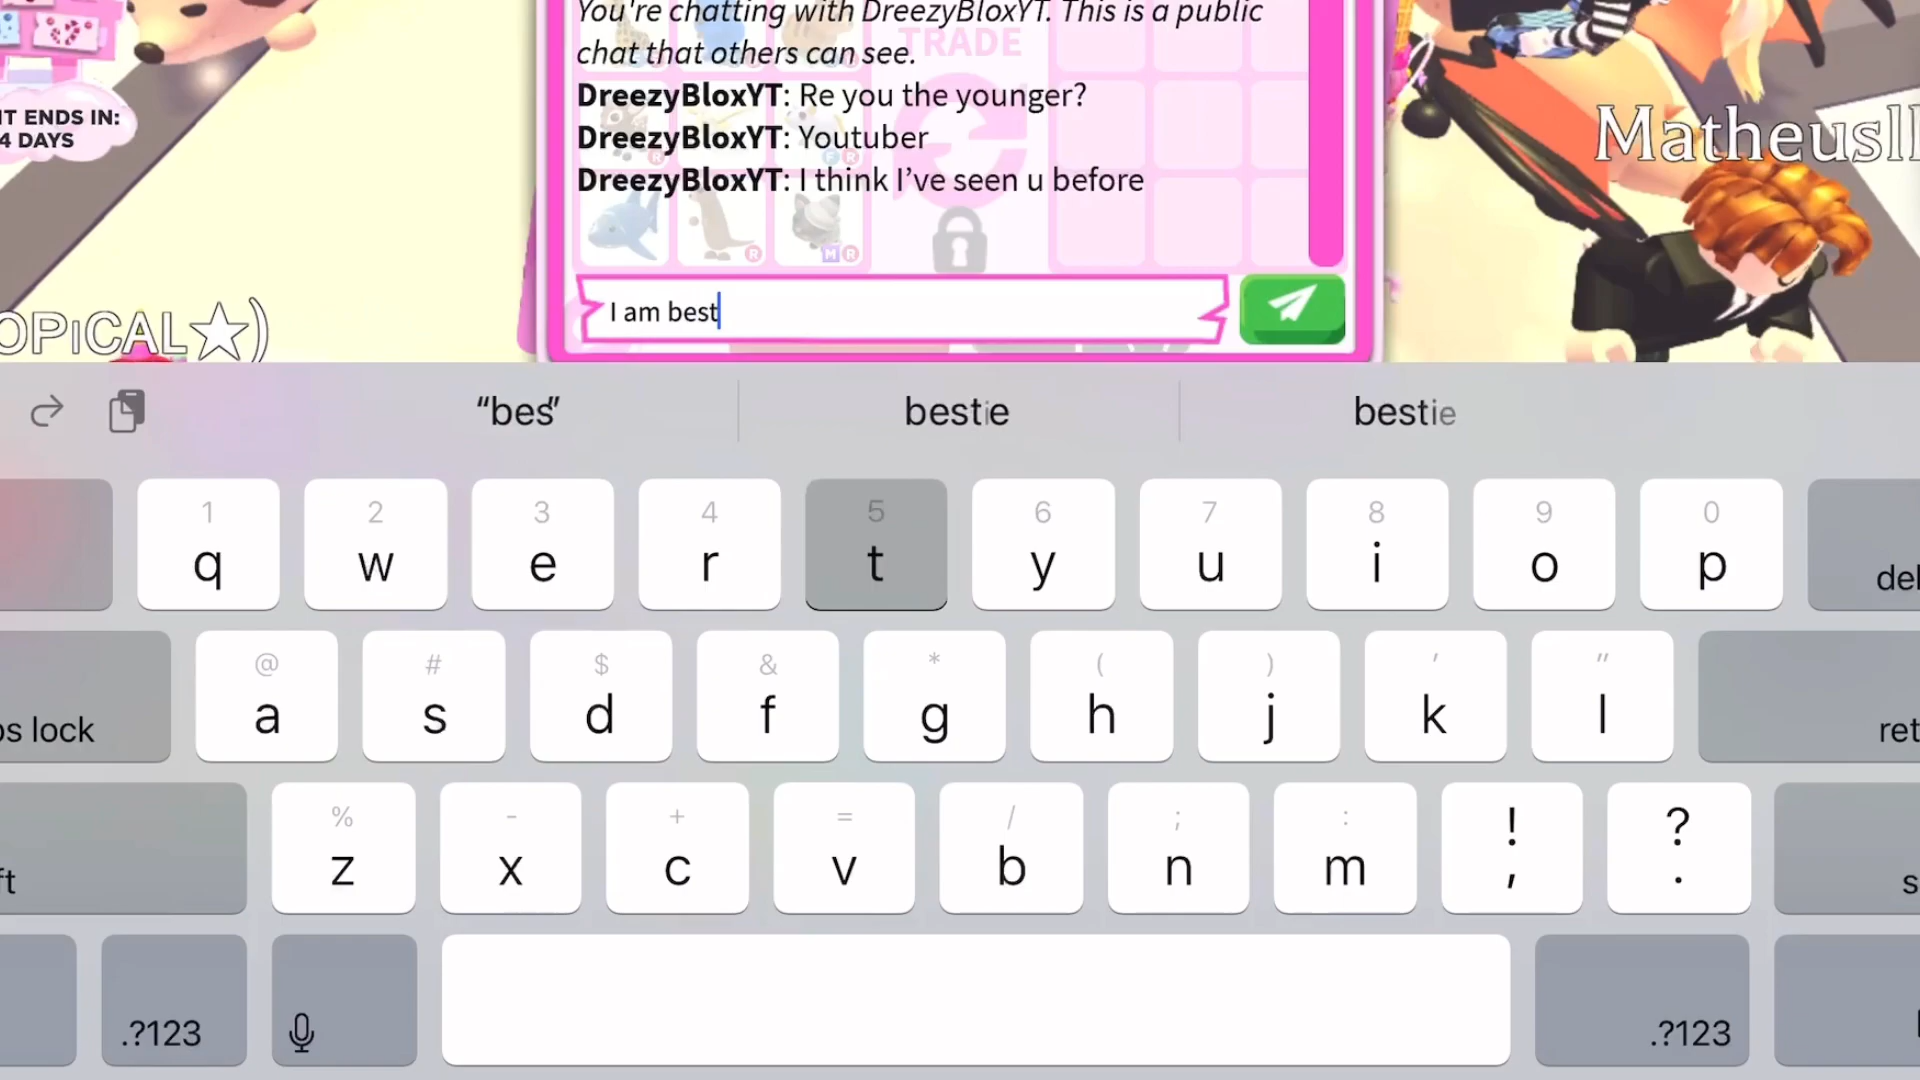 You're chatting with DreezyBloxYT. This is a public
chat that others can see.
TRADE
DreezyBloxYT: Re you the younger?
DreezyBloxYT: Youtuber
DreezyBloxYT: I think I've seen u before
T ENDS IN:
4 DAYS
Matheusll
OPiCAL★)
R
F R
R
M R
I am best
“bes” bestie bestie
1 2 3 4 5 6 7 8 9 0
q w e r t y u i o p del
@ # $ & * ( ) ' "
ps lock a s d f g h j k l ret
% - + = / ; : ! ?
ft z x c v b n m , . s
.?123 .?123